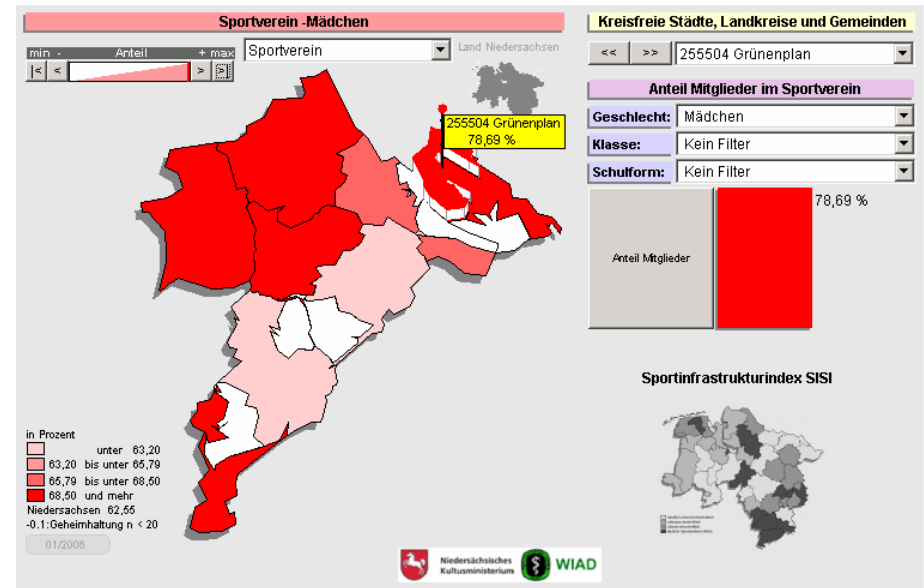 Sportverein -Mädchen
min - Anteil + max
|< < > >|
Sportverein
Land Niedersachsen
255504 Grünenplan
78,69 %
in Prozent
unter 63,20
63,20 bis unter 65,79
65,79 bis unter 68,50
68,50 und mehr
Niedersachsen 62,55
-0.1:Geheimhaltung n < 20
01/2006
Kreisfreie Städte, Landkreise und Gemeinden
<< >> 255504 Grünenplan
Anteil Mitglieder im Sportverein
Geschlecht: Mädchen
Klasse: Kein Filter
Schulform: Kein Filter
Anteil Mitglieder
78,69 %
Sportinfrastrukturindex SISI
Niedersächsisches
Kultusministerium
WIAD